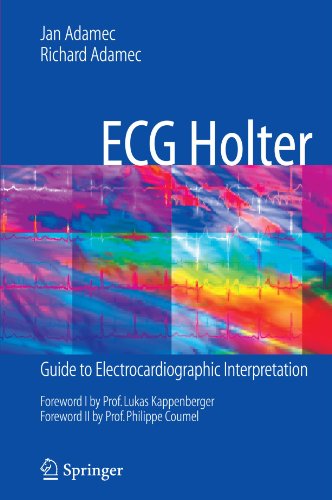 Jan Adamec
Richard Adamec
ECG Holter
Guide to Electrocardiographic Interpretation
Foreword I by Prof. Lukas Kappenberger
Foreword II by Prof. Philippe Coumel
Springer